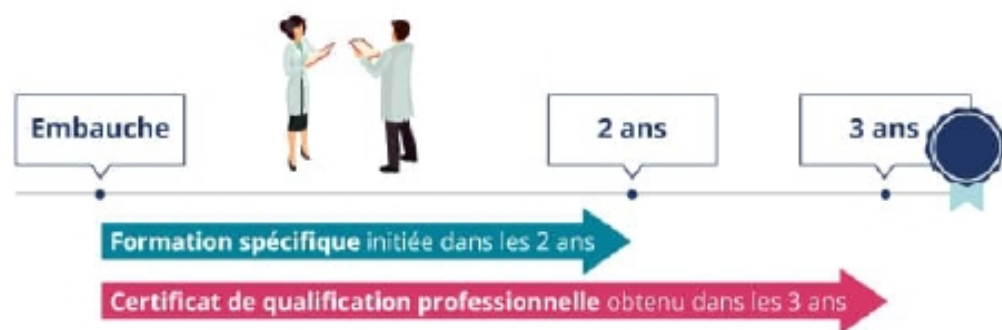 Embauche
2 ans
3 ans
Formation spécifique initiée dans les 2 ans
Certificat de qualification professionnelle obtenu dans les 3 ans